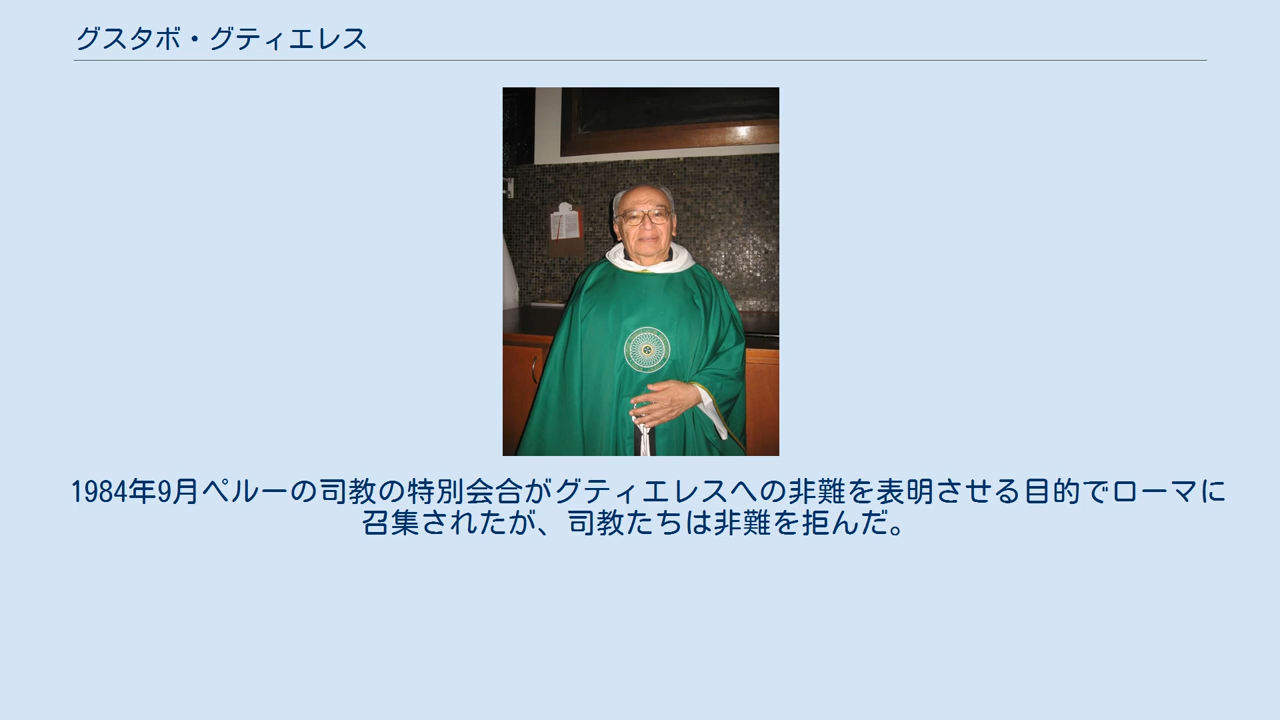 グスタボ・グティエレス
1984年9月ペルーの司教の特別会合がグティエレスへの非難を表明させる目的でローマに
召集されたが、司教たちは非難を拒んだ。